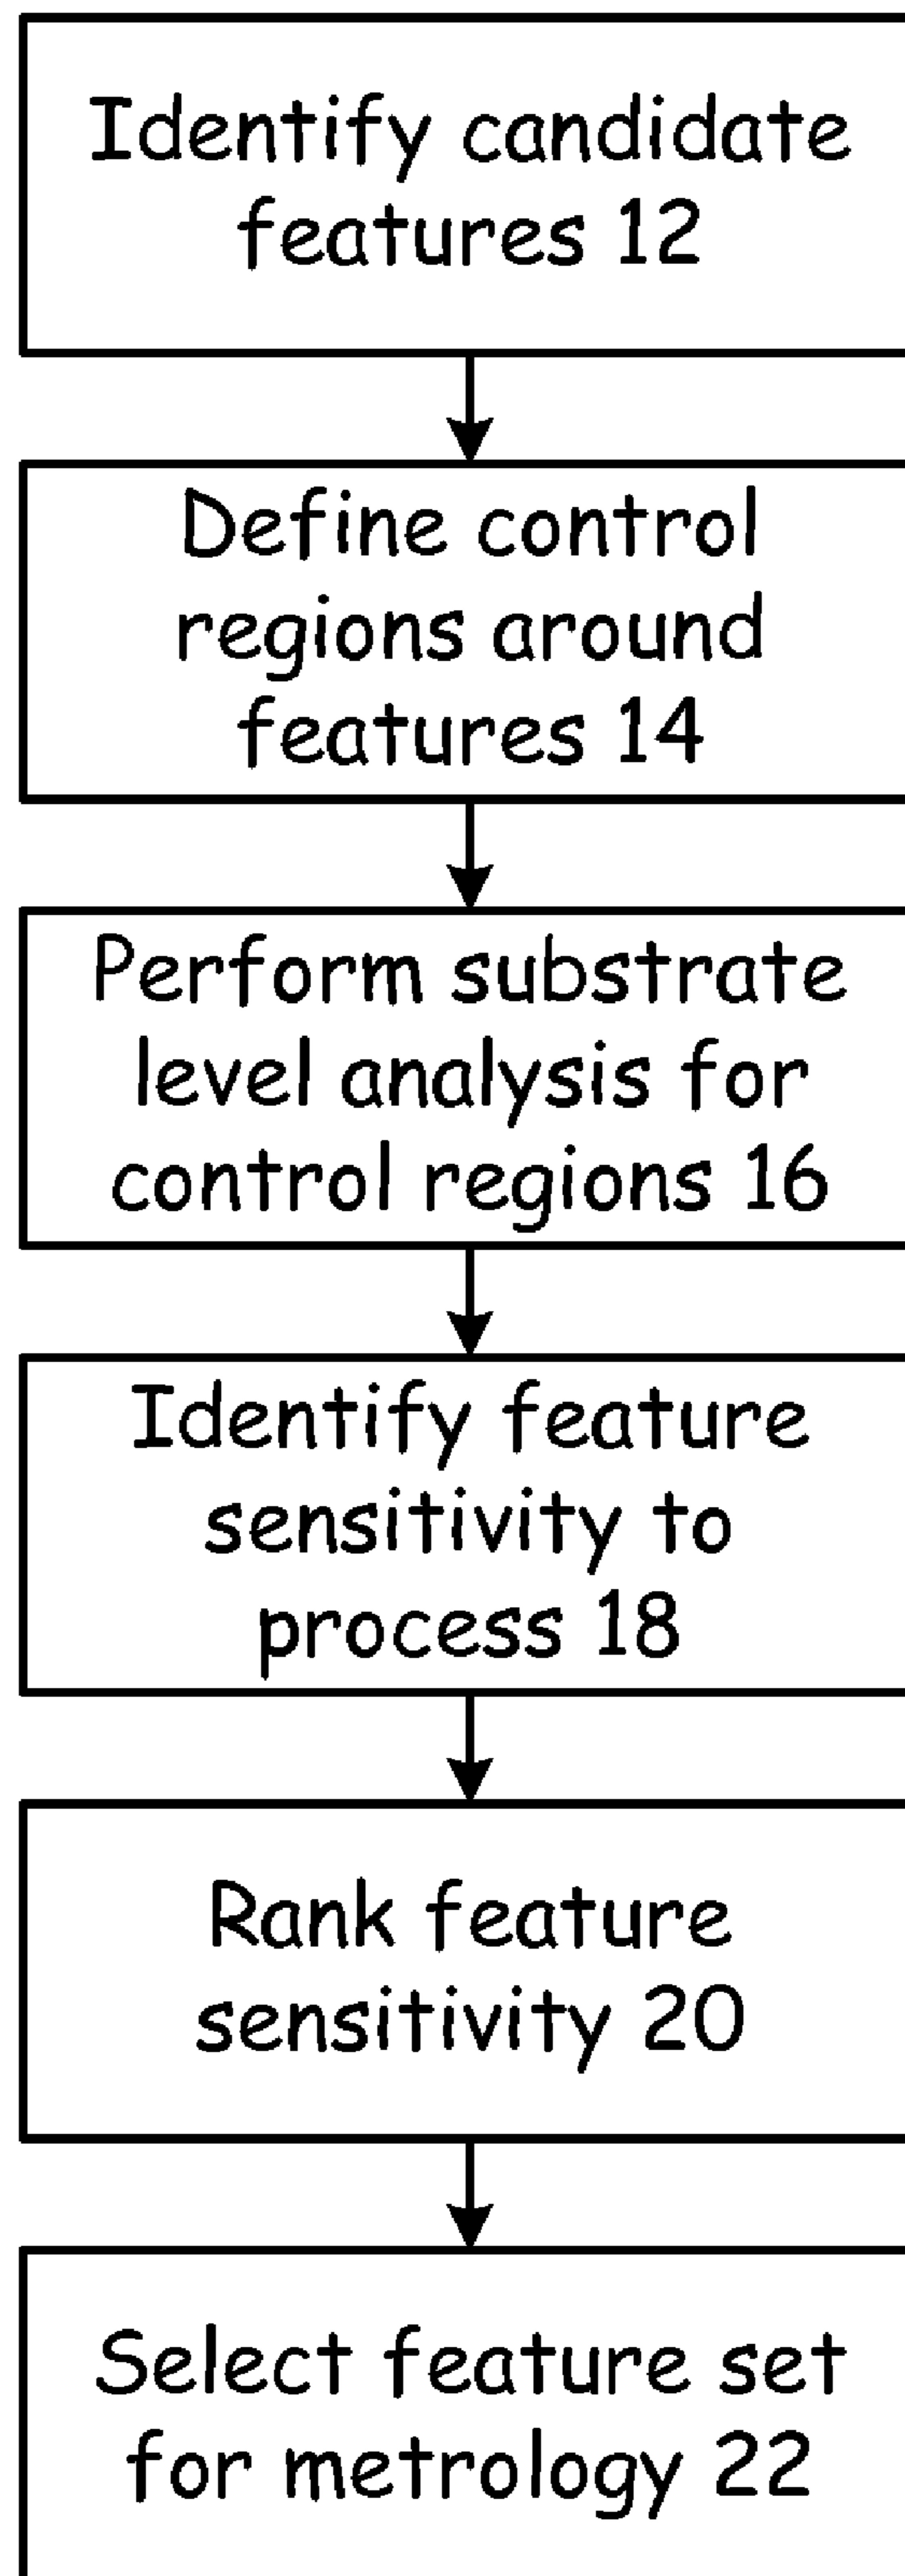 Identify candidate
features 12
Define control
regions around
features 14
Perform substrate
level analysis for
control regions 16
Identify feature
sensitivity to
process 18
Rank feature
sensitivity 20
Select feature set
for metrology 22